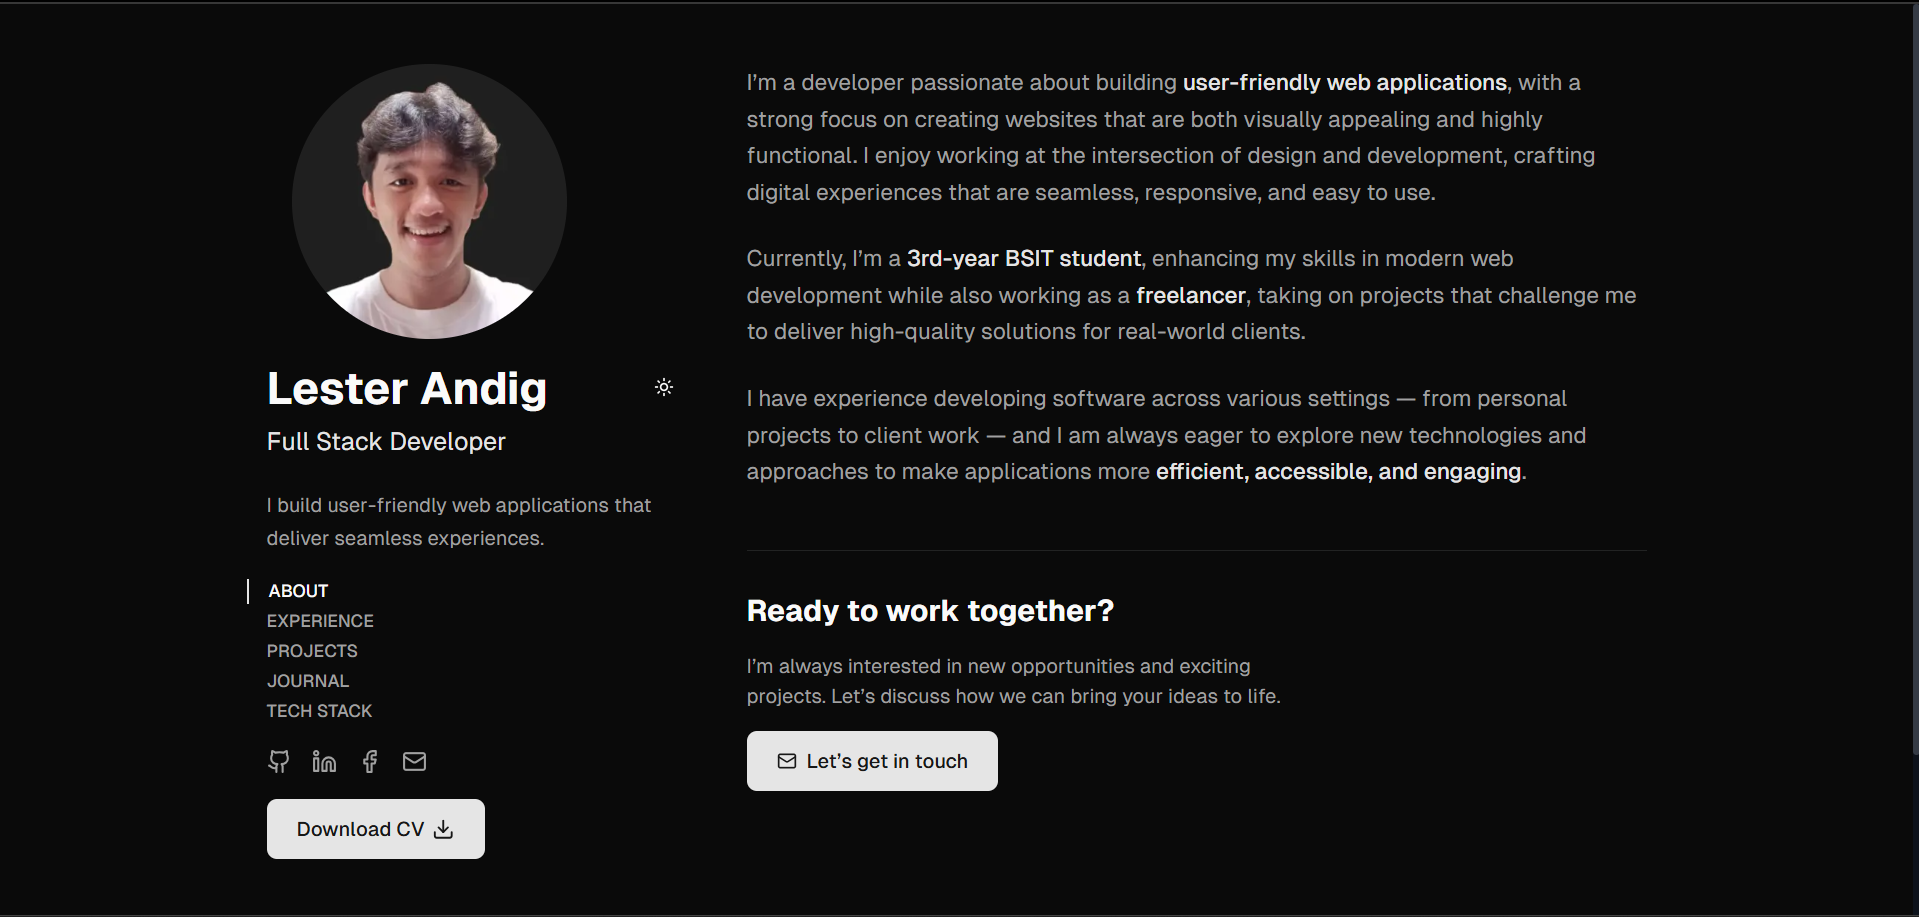 Lester Andig
Full Stack Developer
I build user-friendly web applications that
deliver seamless experiences.
ABOUT
EXPERIENCE
PROJECTS
JOURNAL
TECH STACK
Download CV
I’m a developer passionate about building user-friendly web applications, with a
strong focus on creating websites that are both visually appealing and highly
functional. I enjoy working at the intersection of design and development, crafting
digital experiences that are seamless, responsive, and easy to use.
Currently, I’m a 3rd-year BSIT student, enhancing my skills in modern web
development while also working as a freelancer, taking on projects that challenge me
to deliver high-quality solutions for real-world clients.
I have experience developing software across various settings — from personal
projects to client work — and I am always eager to explore new technologies and
approaches to make applications more efficient, accessible, and engaging.
Ready to work together?
I’m always interested in new opportunities and exciting
projects. Let’s discuss how we can bring your ideas to life.
Let’s get in touch